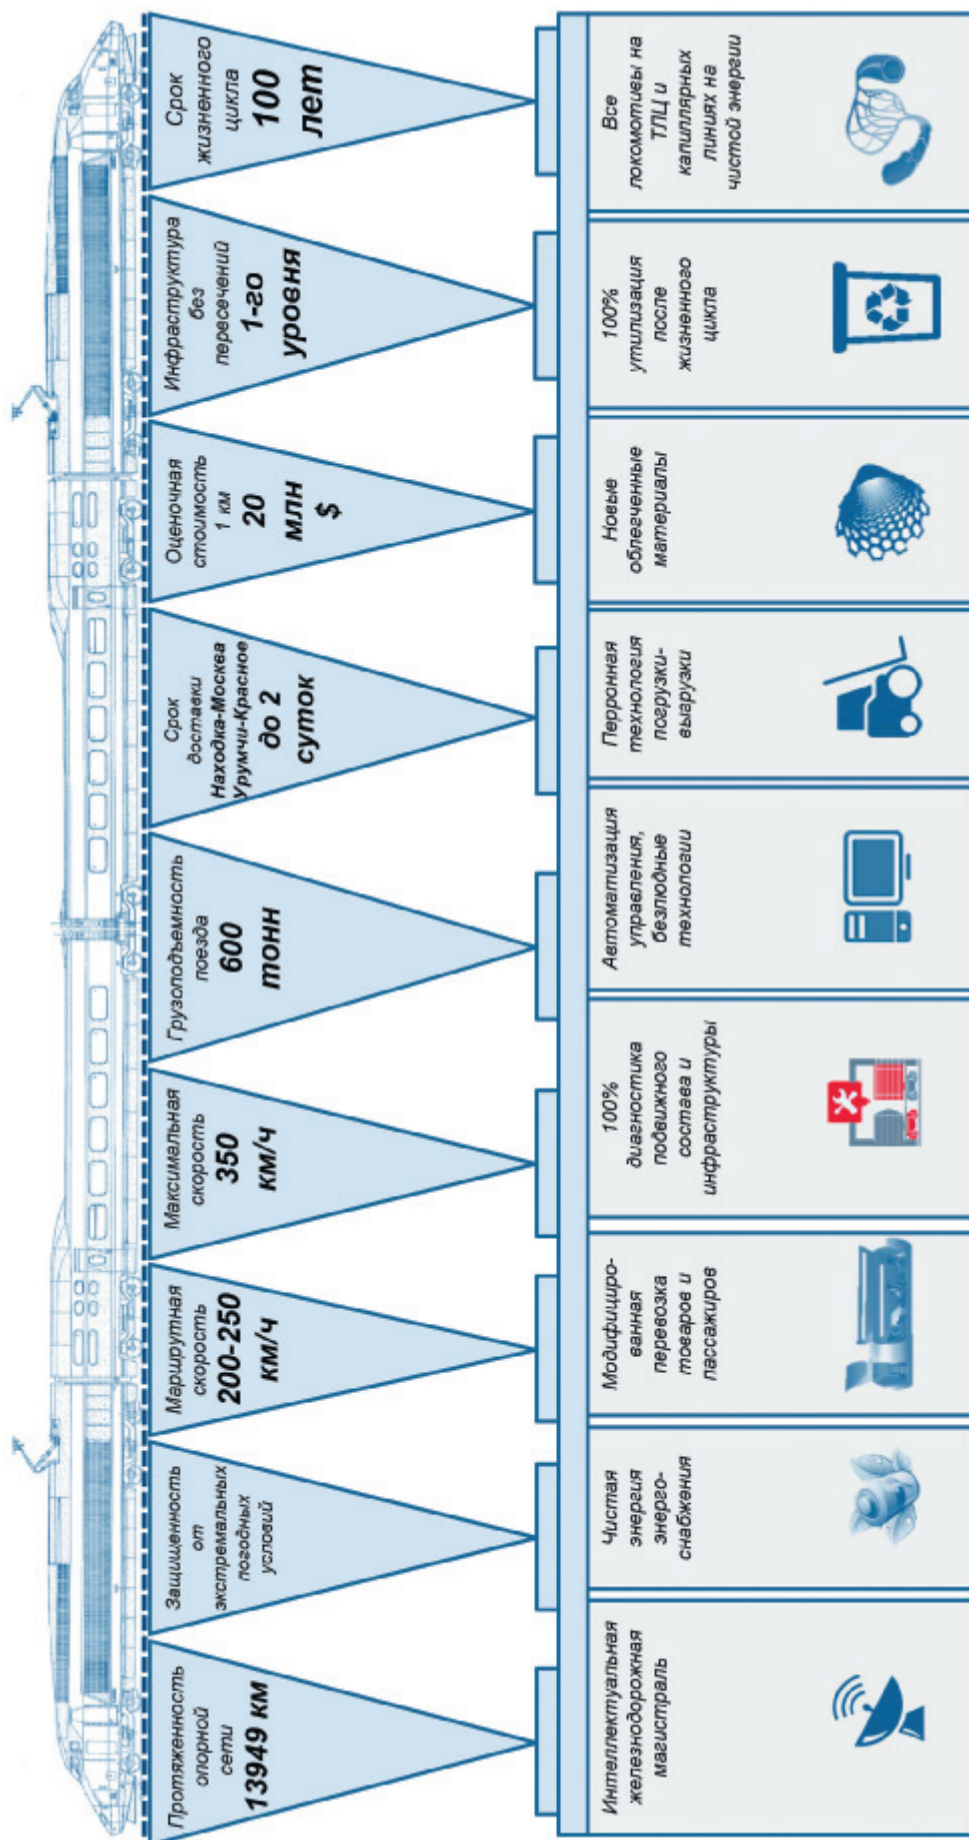 Протяженность
опорной
сети
13949 км
Защищенность
от
экстремальных
погодных
условий
Маршрутная
скорость
200-250
км/ч
Максимальная
скорость
350
км/ч
Грузоподъемность
поезда
600
тонн
Срок
доставки
Находка-Москва
Урумчи-Красное
до 2
суток
Оценочная
стоимость
1 км
20
млн
$
Инфраструктура
без
пересечений
1-го
уровня
Срок
жизненного
цикла
100
лет
Интеллектуальная
железнодорожная
магистраль
Чистая
энергия
энерго-
снабжения
Модифициро-
ванная
перевозка
товаров и
пассажиров
100%
диагностика
подвижного
состава и
инфраструктуры
Автоматизация
управления,
безлюдные
технологии
Перронная
технология
погрузки-
выгрузки
Новые
облегченные
материалы
100%
утилизация
после
жизненного
цикла
Все
локомотивы на
ТЛЦ и
капиллярных
линиях на
чистой энергии